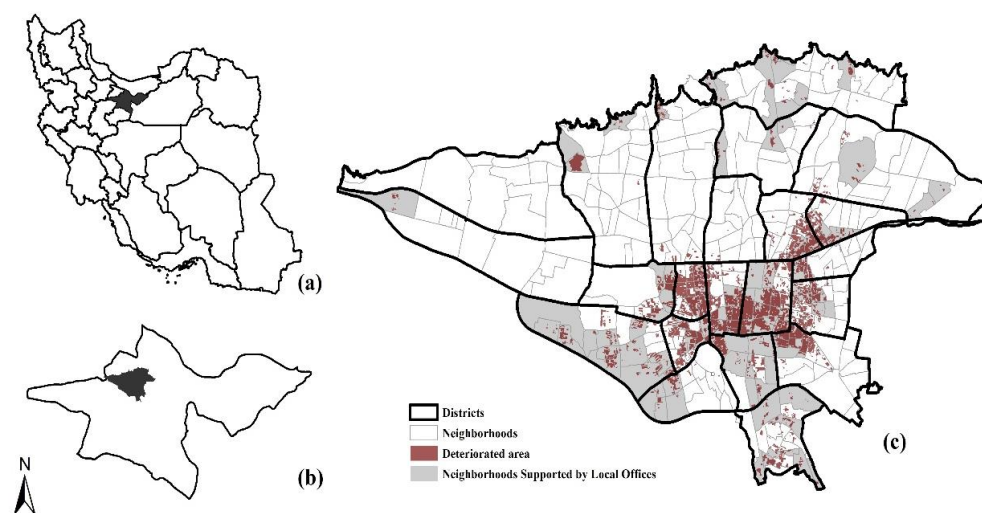 (a)
(b)
N
(c)
Districts
Neighborhoods
Deteriorated area
Neighborhoods Supported by Local Offices